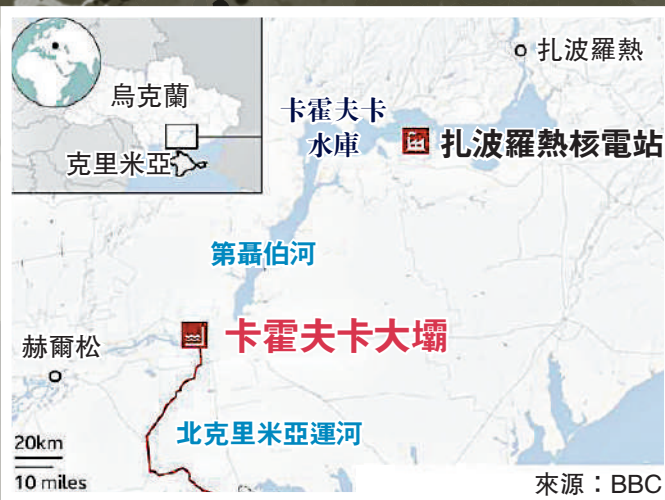 扎波羅熱
烏克蘭
卡霍夫卡
水庫
扎波羅熱核電站
克里米亞
第聶伯河
卡霍夫卡大壩
赫爾松
北克里米亞運河
20km
10 miles
來源：BBC